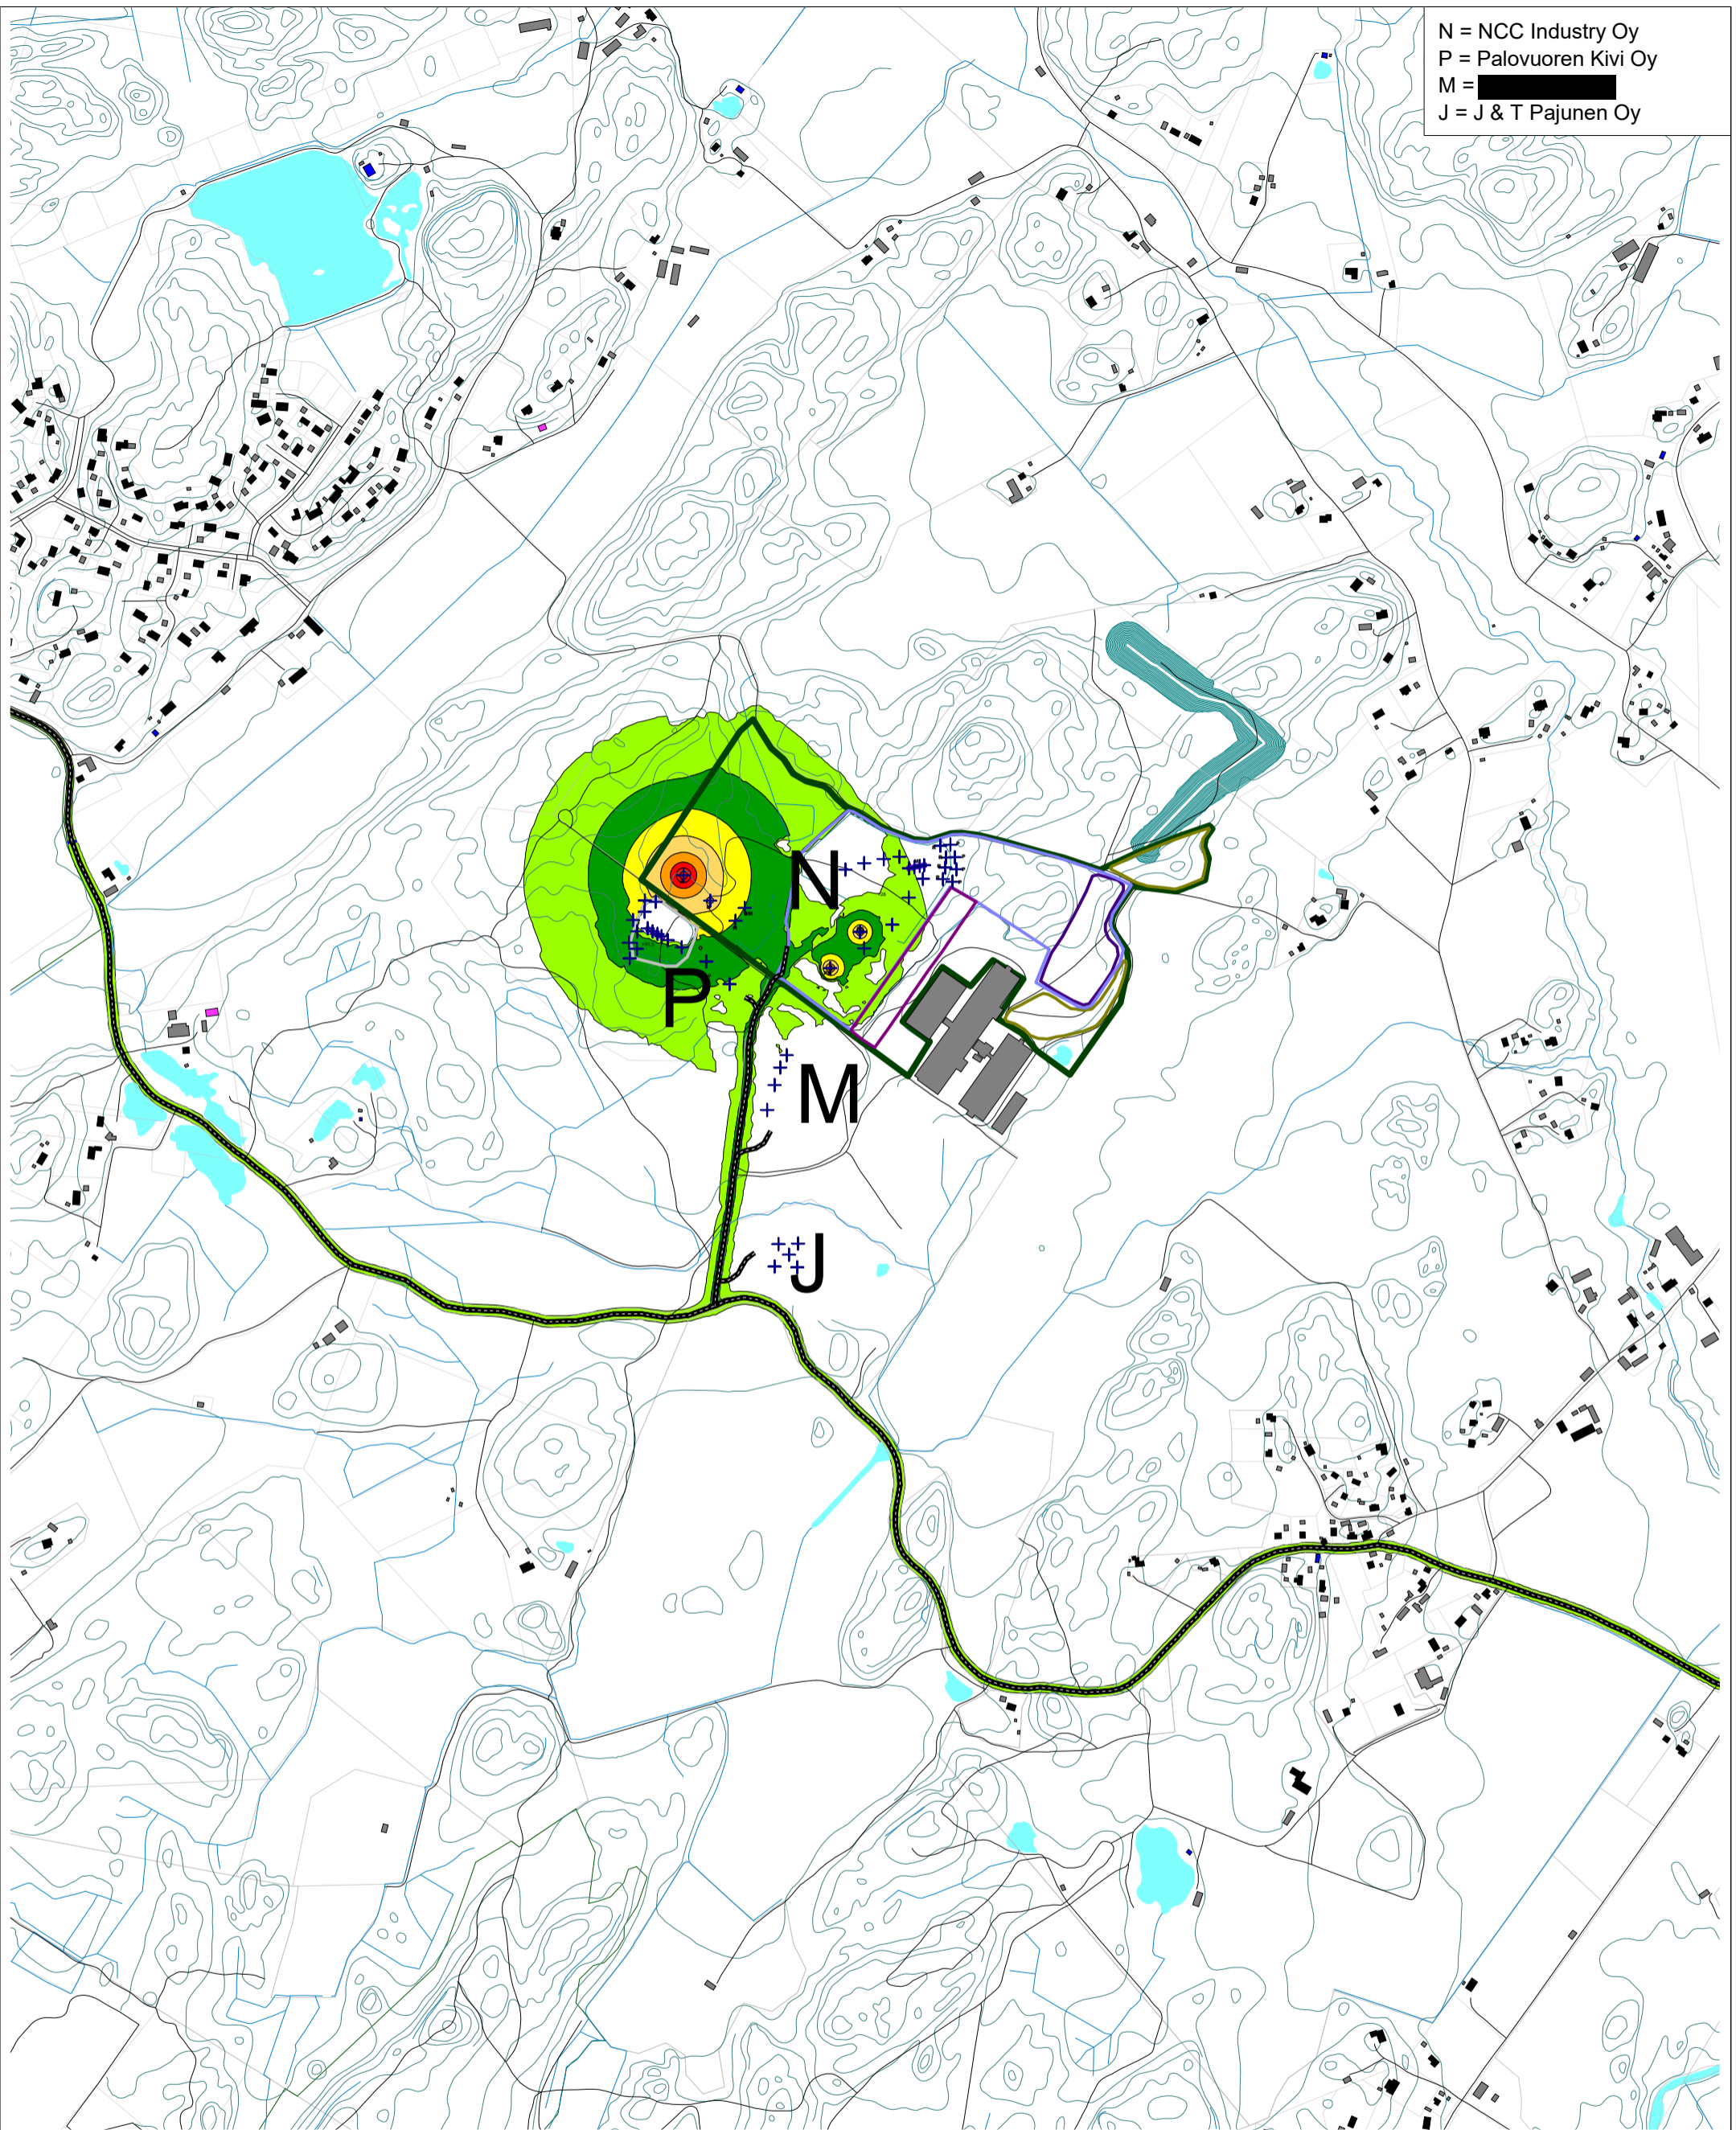 N = NCC Industry Oy
P = Palovuoren Kivi Oy
M =
J = J & T Pajunen Oy
N
P
M
J